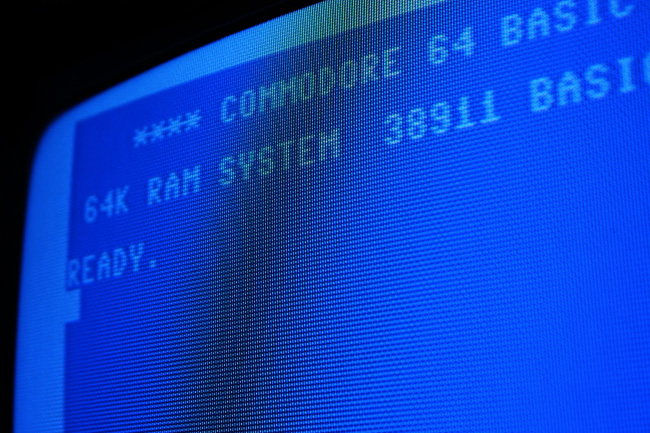 **** COMMODORE 64 BASIC
64K RAM SYSTEM 38911 BASIC
READY.